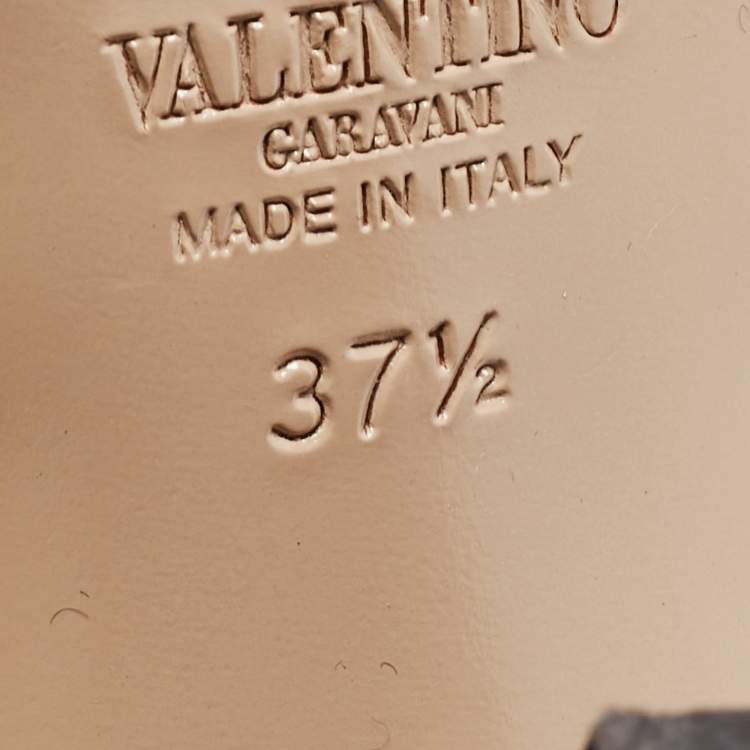 VALENTINO
GARAVANI
MADE IN ITALY
37½